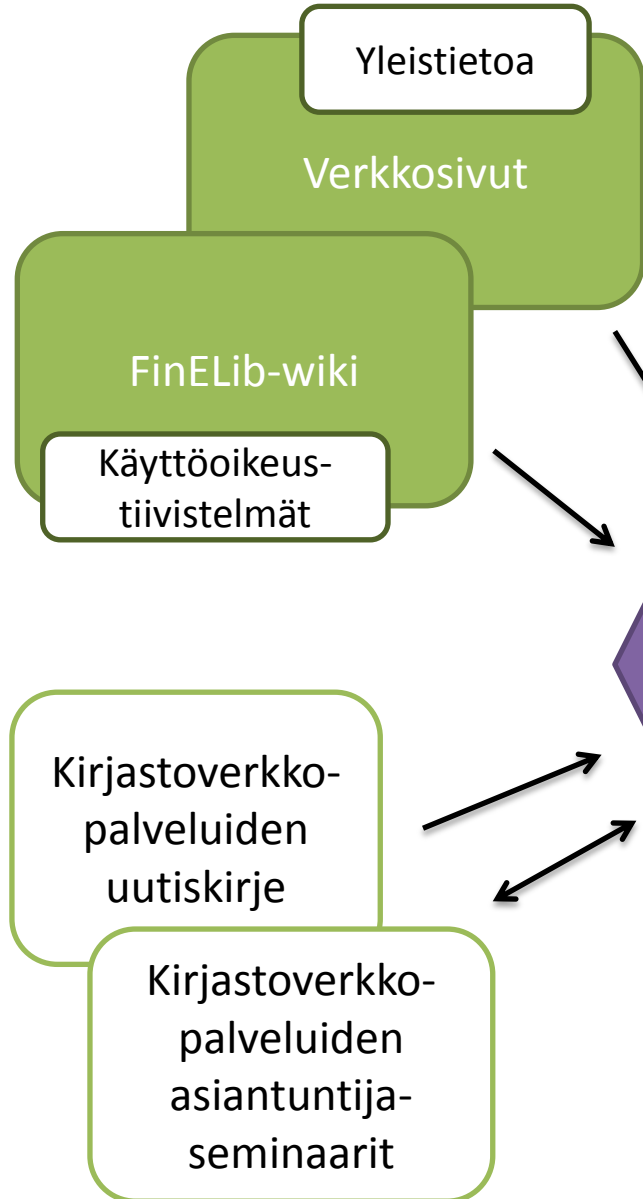 Yleistietoa
Verkkosivut
FinELib-wiki
Käyttöoikeus-
tiivistelmät
Kirjastoverkko-
palveluiden
uutiskirje
Kirjastoverkko-
palveluiden
asiantuntija-
seminaarit